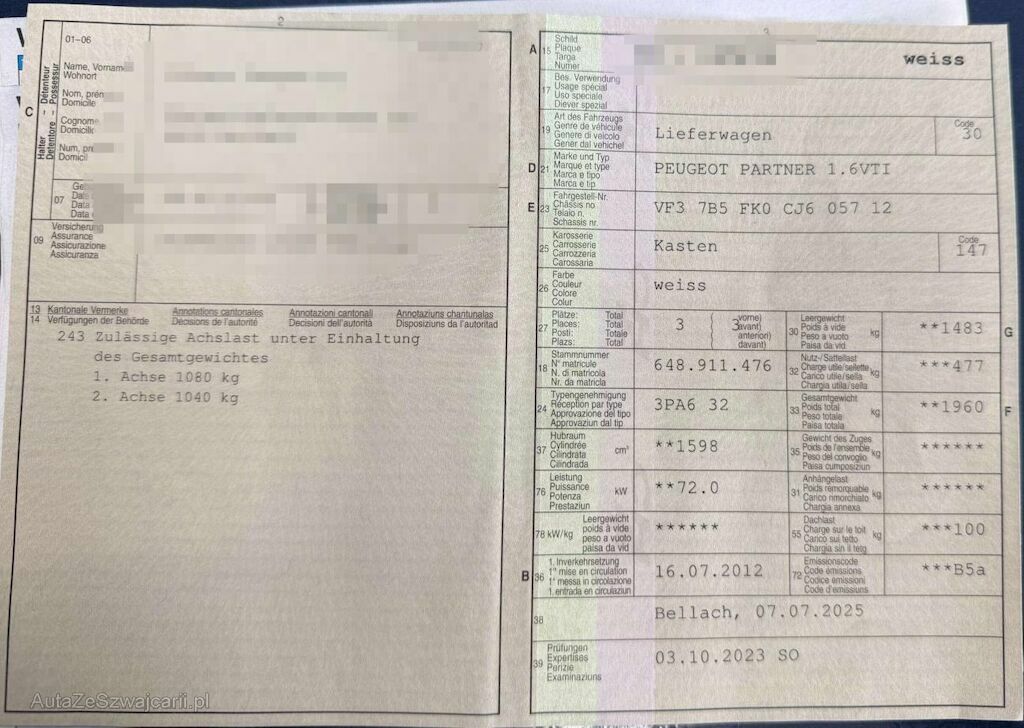 2
01-06
Name, Vorname
Wohnort
Nom, prén
Domicile
Cognome
Domicilio
Num, pr
Domicil
C
Halter – Détenteur
Detentore – Possessur
07
Geb
Date
Data
Data
09
Versicherung
Assurance
Assicurazione
Assicuranza
13 Kantonale Vermerke Annotations cantonales Annotazioni cantonali Annotaziuns chantunalas
14 Verfügungen der Behörde Décisions de l'autorité Decisioni dell'autorità Disposiziuns da l'autoritad
243 Zulässige Achslast unter Einhaltung
des Gesamtgewichtes
1. Achse 1080 kg
2. Achse 1040 kg
AutaZeSzwajcarii.pl
3
A 15
Schild
Plaque
Targa
Numer
weiss
17
Bes. Verwendung
Usage spécial
Uso speciale
Diever spezial
19
Art des Fahrzeugs
Genre de véhicule
Genere di veicolo
Gener dal vehichel
Lieferwagen
Code
30
D 21
Marke und Typ
Marque et type
Marca e tipo
Marca e tip
PEUGEOT PARTNER 1.6VTI
E 23
Fahrgestell-Nr.
Châssis no
Telaio n.
Schassis nr.
VF3 7B5 FK0 CJ6 057 12
25
Karosserie
Carrosserie
Carrozzeria
Carossaria
Kasten
Code
147
26
Farbe
Couleur
Colore
Colur
weiss
27
Plätze: Total
Places: Total
Posti: Totale
Plazs: Total
3
( vorne)
3 avant)
anteriori)
( davant)
30
Leergewicht
Poids à vide kg
Peso a vuoto
Paisa da vid
**1483
G
18
Stammnummer
N° matricule
N. di matricola
Nr. da matricla
648.911.476
32
Nutz-/Sattellast
Charge utile/sellette kg
Carico utile/sella
Chargia utila/sella
***477
24
Typengenehmigung
Réception par type
Approvazione del tipo
Approvaziun dal tip
3PA6 32
33
Gesamtgewicht
Poids total kg
Peso totale
Paisa totala
**1960
F
37
Hubraum
Cylindrée cm³
Cilindrata
Cilindrada
**1598
35
Gewicht des Zuges
Poids de l'ensemble kg
Peso del convoglio
Paisa cumposiziun
******
76
Leistung
Puissance kW
Potenza
Prestaziun
**72.0
31
Anhängelast
Poids remorquable kg
Carico rimorchiato
Chargia annexa
******
78 kW/kg
Leergewicht
poids à vide
peso a vuoto
paisa da vid
******
55
Dachlast
Charge sur le toit kg
Carico sul tetto
Chargia sin il tetg
***100
B 36
1. Inverkehrsetzung
1re mise en circulation
1a messa in circolazione
1. entrada en circulaziun
16.07.2012
72
Emissionscode
Code émissions
Codice emissioni
Code d'emissiuns
***B5a
38
Bellach, 07.07.2025
39
Prüfungen
Expertises
Perizie
Examinaziuns
03.10.2023 SO